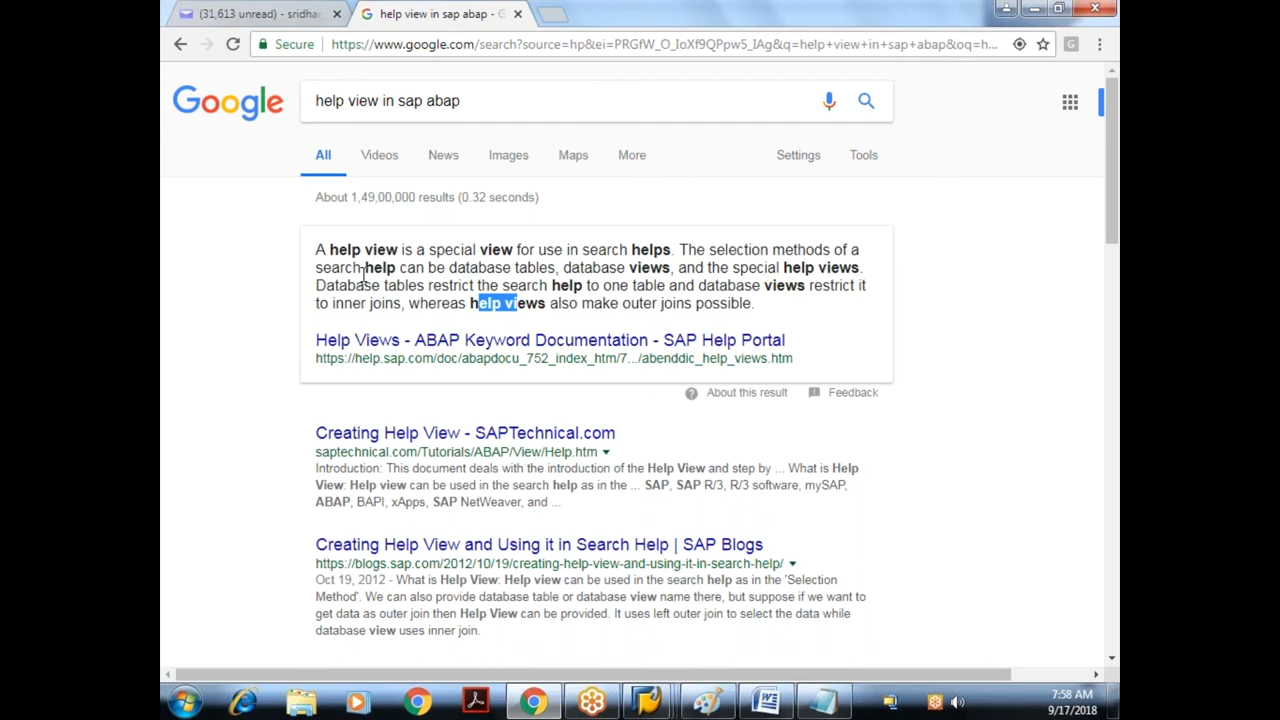 (31,613 unread) - sridhar
help view in sap abap - G
Secure
https://www.google.com/search?source=hp&ei=PRGfW_O_IoXf9QPpw5_IAg&q=help+view+in+sap+abap&oq=h...
G
Google
help view in sap abap
All
Videos
News
Images
Maps
More
Settings
Tools
About 1,49,00,000 results (0.32 seconds)
A help view is a special view for use in search helps. The selection methods of a
search help can be database tables, database views, and the special help views.
Database tables restrict the search help to one table and database views restrict it
to inner joins, whereas help views also make outer joins possible.
Help Views - ABAP Keyword Documentation - SAP Help Portal
https://help.sap.com/doc/abapdocu_752_index_htm/7.../abenddic_help_views.htm
About this result
Feedback
Creating Help View - SAPTechnical.com
saptechnical.com/Tutorials/ABAP/View/Help.htm
Introduction: This document deals with the introduction of the Help View and step by ... What is Help
View: Help view can be used in the search help as in the ... SAP, SAP R/3, R/3 software, mySAP,
ABAP, BAPI, xApps, SAP NetWeaver, and ...
Creating Help View and Using it in Search Help | SAP Blogs
https://blogs.sap.com/2012/10/19/creating-help-view-and-using-it-in-search-help/
Oct 19, 2012 - What is Help View: Help view can be used in the search help as in the 'Selection
Method'. We can also provide database table or database view name there, but suppose if we want to
get data as outer join then Help View can be provided. It uses left outer join to select the data while
database view uses inner join.
7:58 AM
9/17/2018